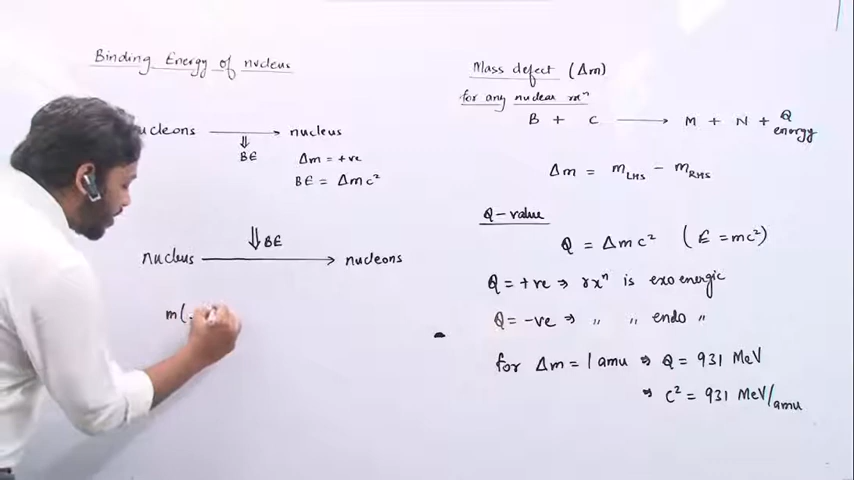 Binding Energy of nucleus
ucleons ⟶ nucleus
⇓
BE
Δm = +ve
BE = Δmc²
⇓ BE
nucleus ⟶ nucleons
m(
Mass defect (Δm)
for any nuclear rxⁿ
B + C ⟶ M + N + Q
energy
Δm = m_LHS − m_RHS
Q-value
Q = Δmc² (E = mc²)
Q = +ve ⇒ rxⁿ is exo energic
Q = -ve ⇒ " " endo "
for Δm = 1 amu ⇒ Q = 931 MeV
⇒ c² = 931 MeV/amu